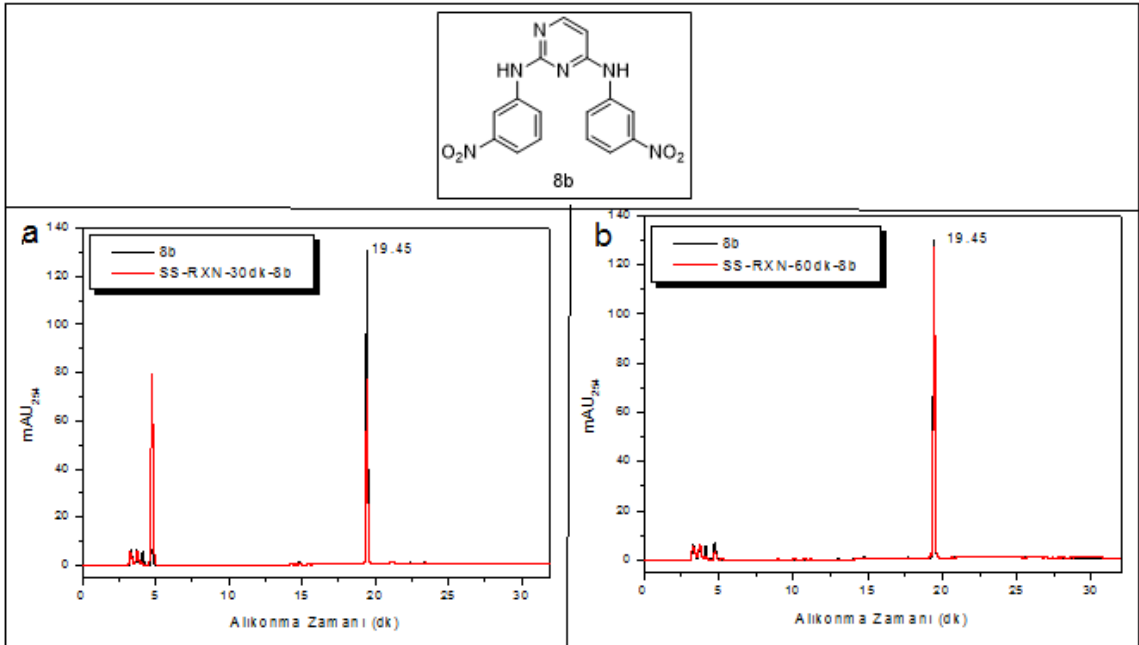 N
HN
N
NH
O₂N
NO₂
8b
a
8b
SS-RXN-30dk-8b
19.45
140
120
100
80
60
40
20
0
mAU₂₅₄
0
5
10
15
20
25
30
Alıkonma Zamanı (dk)
b
8b
SS-RXN-60dk-8b
19.45
140
120
100
80
60
40
20
0
mAU₂₅₄
0
5
10
15
20
25
30
Alıkonma Zamanı (dk)